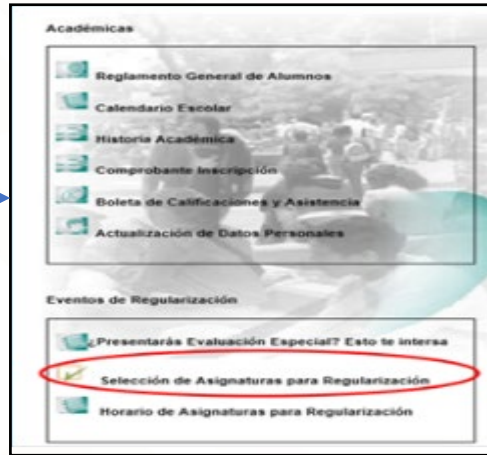 Académicas
Reglamento General de Alumnos
Calendario Escolar
Historia Académica
Comprobante Inscripción
Boleta de Calificaciones y Asistencia
Actualización de Datos Personales
Eventos de Regularización
¿Presentarás Evaluación Especial? Esto te intersa
Selección de Asignaturas para Regularización
Horario de Asignaturas para Regularización